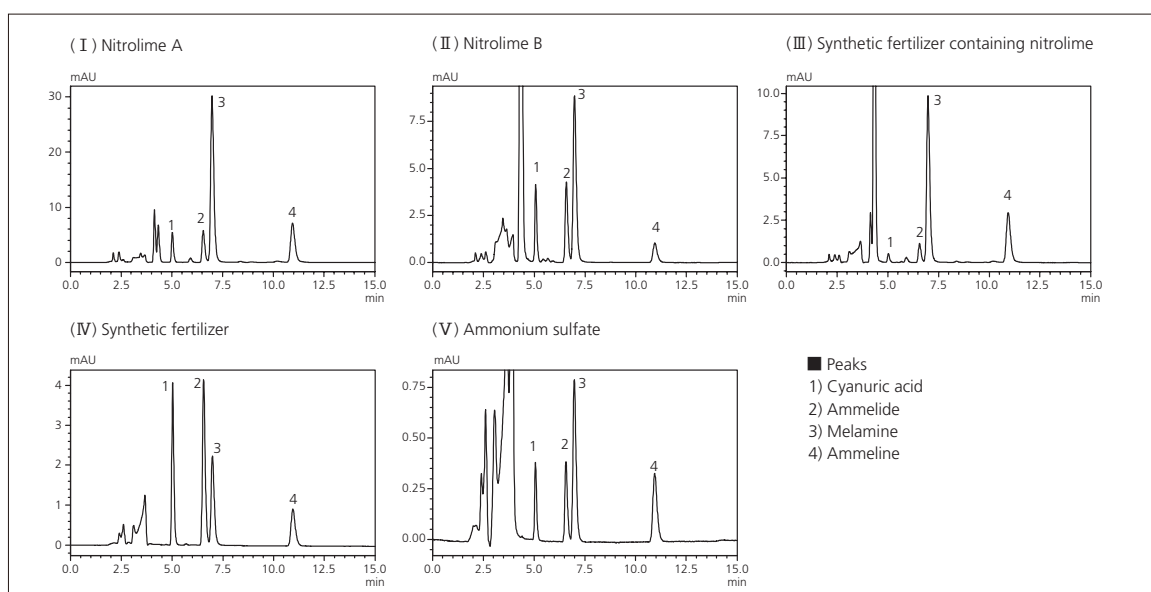 (Ⅰ) Nitrolime A
mAU
30
20
10
0
1
2
3
4
0.0 2.5 5.0 7.5 10.0 12.5 15.0
min
(Ⅱ) Nitrolime B
mAU
7.5
5.0
2.5
0.0
1
2
3
4
0.0 2.5 5.0 7.5 10.0 12.5 15.0
min
(Ⅲ) Synthetic fertilizer containing nitrolime
mAU
10.0
7.5
5.0
2.5
0.0
1
2
3
4
0.0 2.5 5.0 7.5 10.0 12.5 15.0
min
(Ⅳ) Synthetic fertilizer
mAU
4
3
2
1
0
1
2
3
4
0.0 2.5 5.0 7.5 10.0 12.5 15.0
min
(Ⅴ) Ammonium sulfate
mAU
0.75
0.50
0.25
0.00
1
2
3
4
0.0 2.5 5.0 7.5 10.0 12.5 15.0
min
■ Peaks
1) Cyanuric acid
2) Ammelide
3) Melamine
4) Ammeline